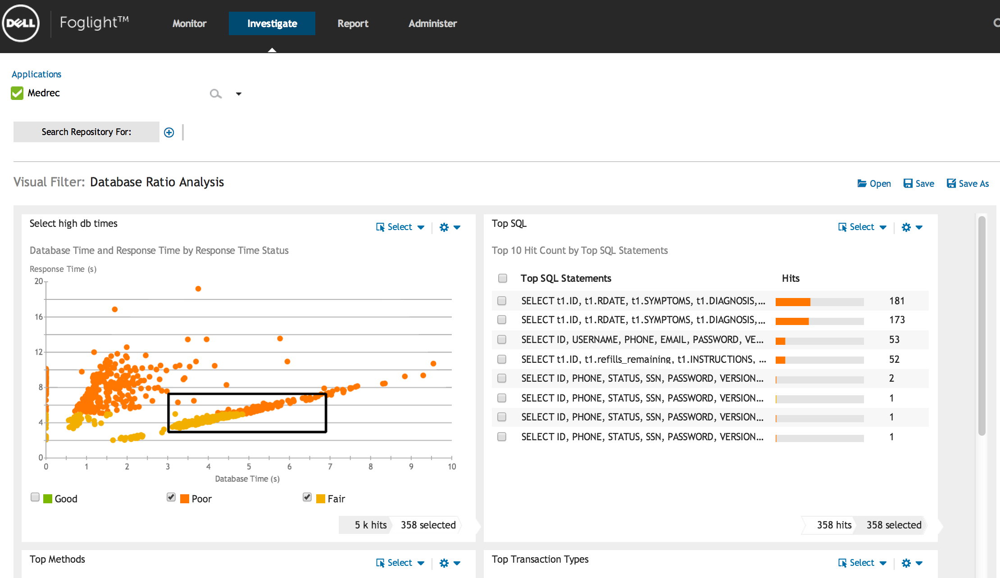 DELL Foglight™ Monitor Investigate Report Administer
Applications
Medrec
Search Repository For:
Visual Filter: Database Ratio Analysis Open Save Save As
Select high db times Select
Database Time and Response Time by Response Time Status
Response Time (s)
20
16
12
8
4
0
0 1 2 3 4 5 6 7 8 9 10
Database Time (s)
Good Poor Fair
5 k hits 358 selected
Top SQL Select
Top 10 Hit Count by Top SQL Statements
Top SQL Statements Hits
SELECT t1.ID, t1.RDATE, t1.SYMPTOMS, t1.DIAGNOSIS,... 181
SELECT t1.ID, t1.RDATE, t1.SYMPTOMS, t1.DIAGNOSIS,... 173
SELECT ID, USERNAME, PHONE, EMAIL, PASSWORD, VE... 53
SELECT t1.ID, t1.refills_remaining, t1.INSTRUCTIONS, ... 52
SELECT ID, PHONE, STATUS, SSN, PASSWORD, VERSION... 2
SELECT ID, PHONE, STATUS, SSN, PASSWORD, VERSION... 1
SELECT ID, PHONE, STATUS, SSN, PASSWORD, VERSION... 1
SELECT ID, PHONE, STATUS, SSN, PASSWORD, VERSION... 1
358 hits 358 selected
Top Methods Select
Top Transaction Types Select